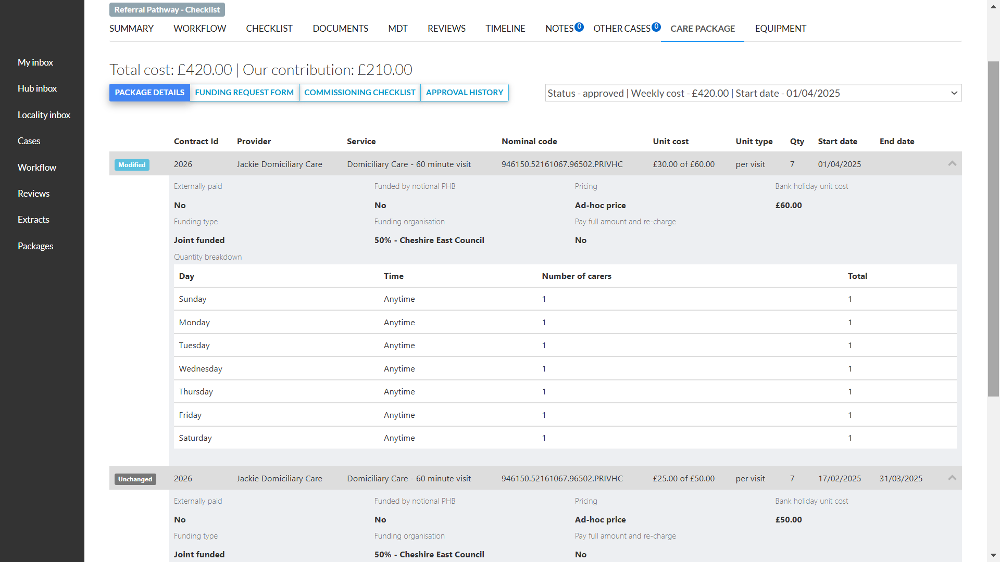 Referral Pathway - Checklist
SUMMARY WORKFLOW CHECKLIST DOCUMENTS MDT REVIEWS TIMELINE NOTES 0 OTHER CASES 0 CARE PACKAGE EQUIPMENT
My inbox
Hub inbox
Locality inbox
Cases
Workflow
Reviews
Extracts
Packages
Total cost: £420.00 | Our contribution: £210.00
PACKAGE DETAILS FUNDING REQUEST FORM COMMISSIONING CHECKLIST APPROVAL HISTORY
Status - approved | Weekly cost - £420.00 | Start date - 01/04/2025
Contract Id Provider Service Nominal code Unit cost Unit type Qty Start date End date
Modified 2026 Jackie Domiciliary Care Domiciliary Care - 60 minute visit 946150.52161067.96502.PRIVHC £30.00 of £60.00 per visit 7 01/04/2025
Externally paid Funded by notional PHB Pricing Bank holiday unit cost
No No Ad-hoc price £60.00
Funding type Funding organisation Pay full amount and re-charge
Joint funded 50% - Cheshire East Council No
Quantity breakdown
Day Time Number of carers Total
Sunday Anytime 1 1
Monday Anytime 1 1
Tuesday Anytime 1 1
Wednesday Anytime 1 1
Thursday Anytime 1 1
Friday Anytime 1 1
Saturday Anytime 1 1
Unchanged 2026 Jackie Domiciliary Care Domiciliary Care - 60 minute visit 946150.52161067.96502.PRIVHC £25.00 of £50.00 per visit 7 17/02/2025 31/03/2025
Externally paid Funded by notional PHB Pricing Bank holiday unit cost
No No Ad-hoc price £50.00
Funding type Funding organisation Pay full amount and re-charge
Joint funded 50% - Cheshire East Council No